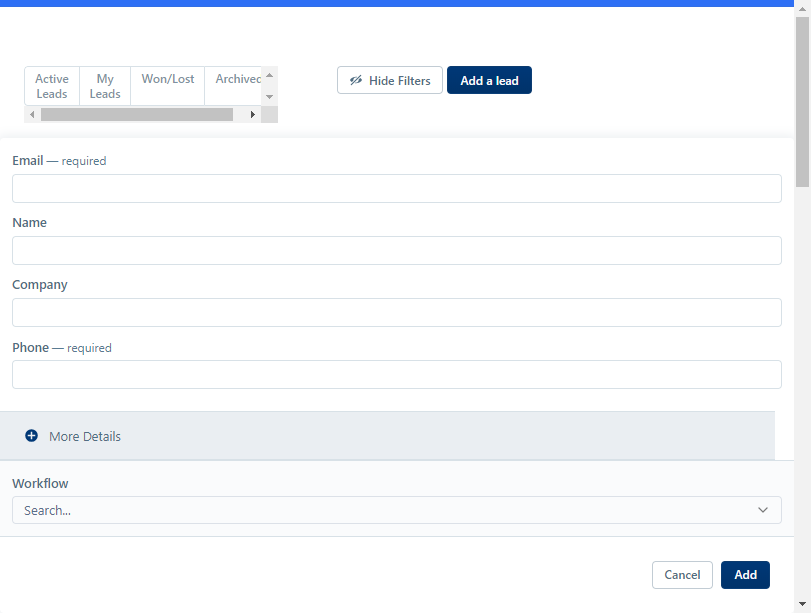 Active Leads
My Leads
Won/Lost
Archived
Hide Filters
Add a lead
Email — required
Name
Company
Phone — required
More Details
Workflow
Search...
Cancel
Add